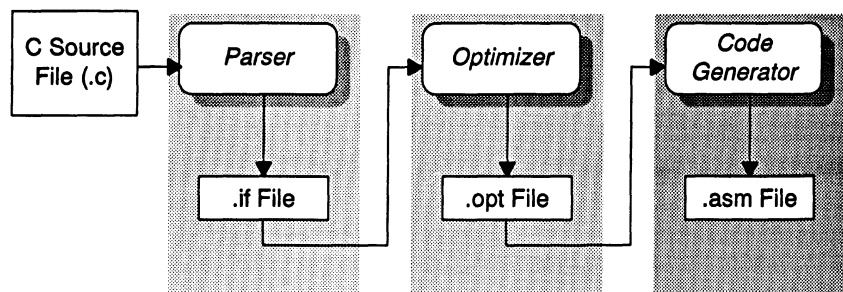 C Source
File (.c)
Parser
Optimizer
Code
Generator
.if File
.opt File
.asm File